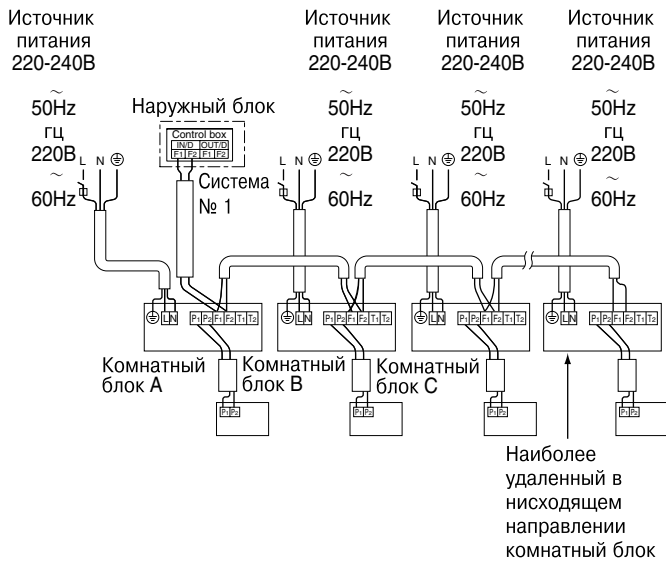 Источник
питания
220-240В
~
50Hz
гц
220В
~
60Hz
L N
Наружный блок
Control box
IN/D OUT/D
F1 F2 F1 F2
Система
№ 1
Источник
питания
220-240В
~
50Hz
гц
220В
~
60Hz
L N
Источник
питания
220-240В
~
50Hz
гц
220В
~
60Hz
L N
Источник
питания
220-240В
~
50Hz
гц
220В
~
60Hz
L N
L N
P1 P2 F1 F2 T1 T2
L N
P1 P2 F1 F2 T1 T2
L N
P1 P2 F1 F2 T1 T2
L N
P1 P2 F1 F2 T1 T2
Комнатный
блок A
Комнатный
блок B
Комнатный
блок C
P1 P2
P1 P2
P1 P2
P1 P2
Наиболее
удаленный в
нисходящем
направлении
комнатный блок